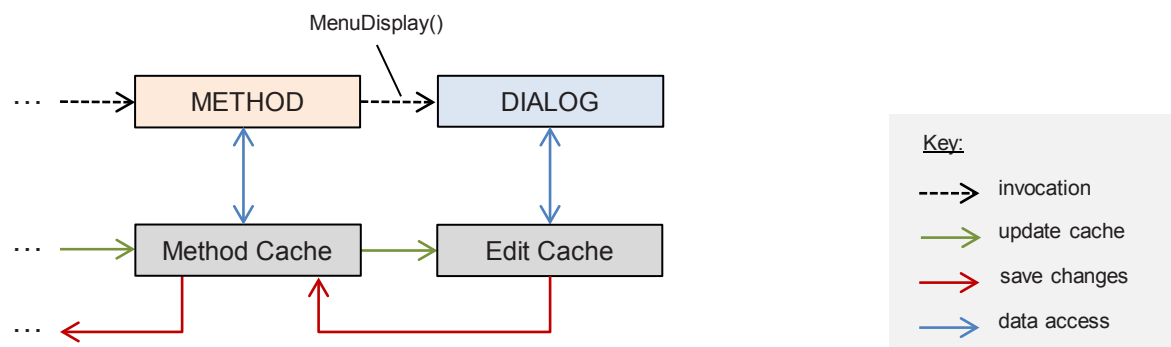 MenuDisplay()
... METHOD DIALOG
... Method Cache Edit Cache
...
Key:
invocation
update cache
save changes
data access